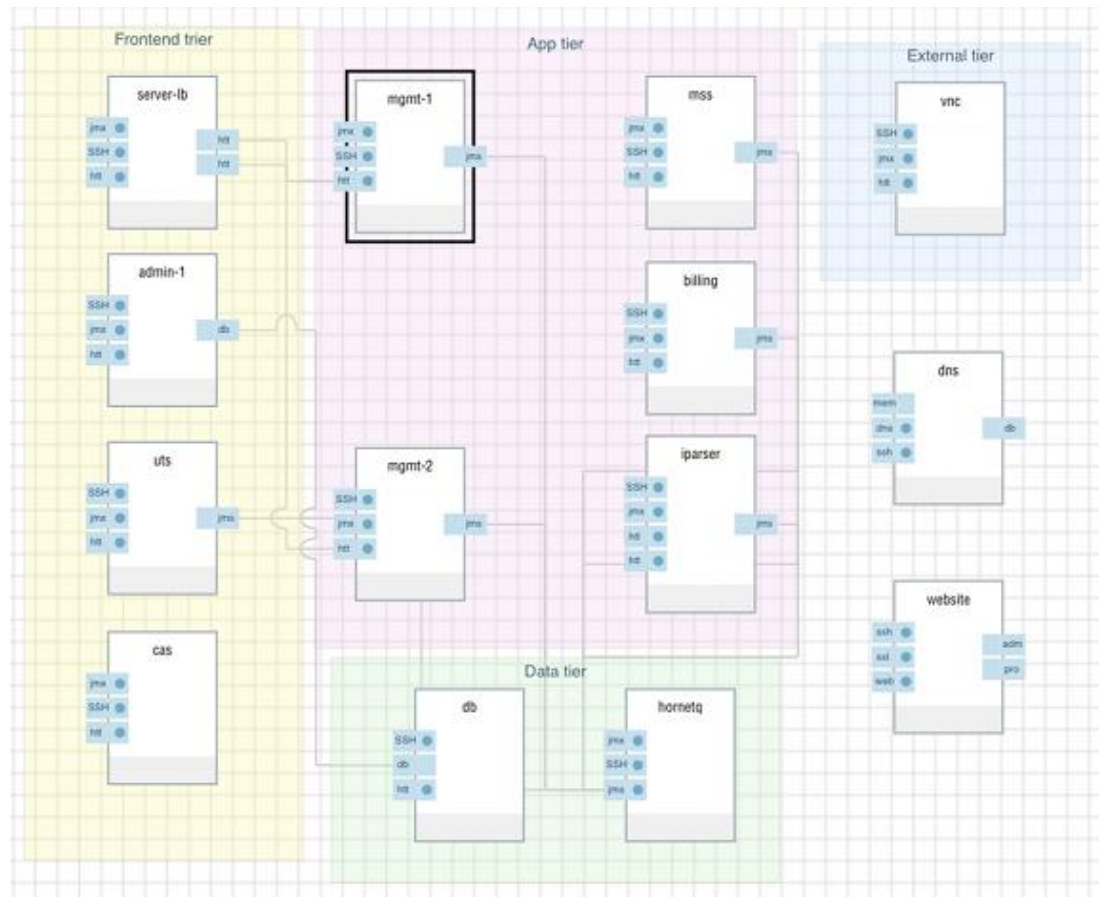 Frontend trier
App tier
External tier
server-lb
jmx
SSH
htt
htt
htt
mgmt-1
jmx
SSH
htt
jms
mss
jmx
SSH
htt
jms
vnc
SSH
jmx
htt
admin-1
SSH
jmx
htt
db
billing
SSH
jmx
htt
jms
dns
mem
dns
ssh
db
uts
SSH
jmx
htt
jms
mgmt-2
SSH
jmx
htt
jms
iparser
SSH
jmx
htt
htt
jms
website
ssh
ssl
web
adm
pro
cas
jmx
SSH
htt
Data tier
db
SSH
db
htt
hornetq
jmx
SSH
jms